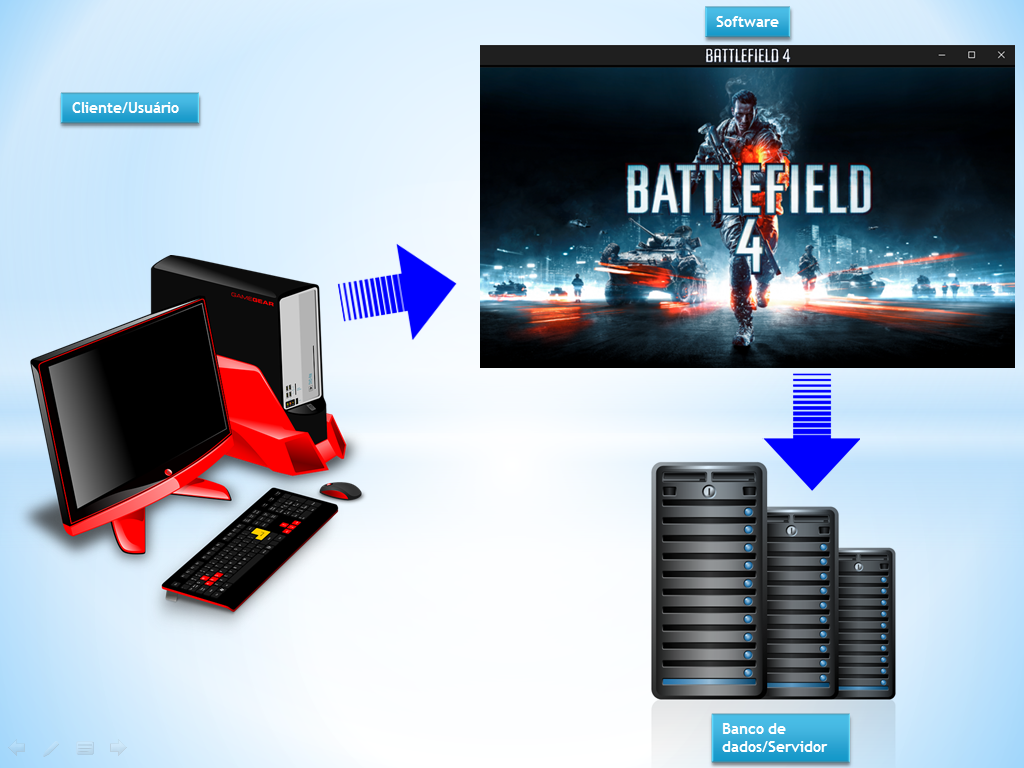 Software
BATTLEFIELD 4
Cliente/Usuário
BATTLEFIELD
4
GAMEGEAR
Banco de
dados/Servidor